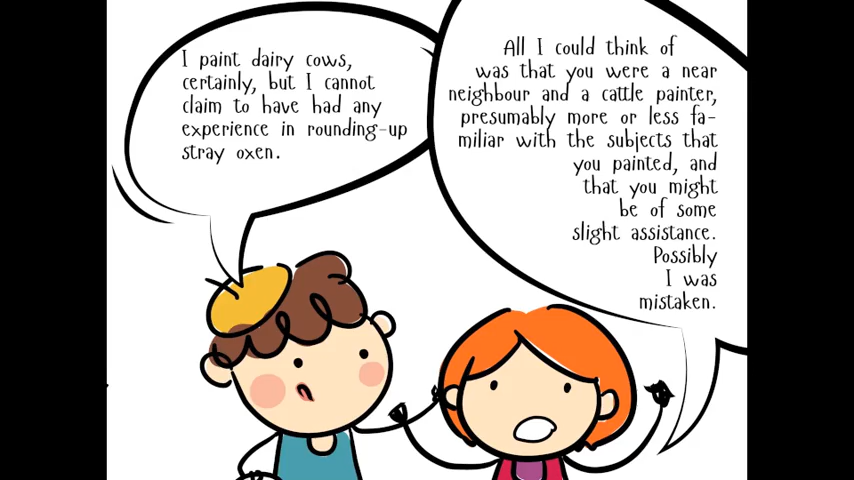 I paint dairy cows,
certainly, but I cannot
claim to have had any
experience in rounding-up
stray oxen.
All I could think of
was that you were a near
neighbour and a cattle painter,
presumably more or less fa-
miliar with the subjects that
you painted, and
that you might
be of some
slight assistance.
Possibly
I was
mistaken.